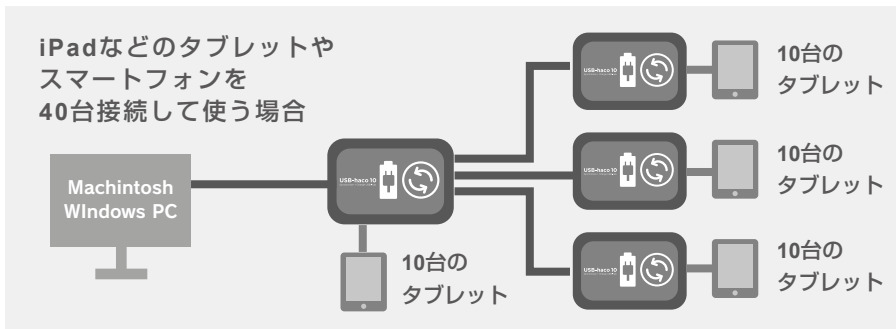 iPadなどのタブレットや
スマートフォンを
40台接続して使う場合
Machintosh
WIndows PC
USB-haco 10
10台の
タブレット
USB-haco 10
10台の
タブレット
USB-haco 10
10台の
タブレット
USB-haco 10
10台の
タブレット